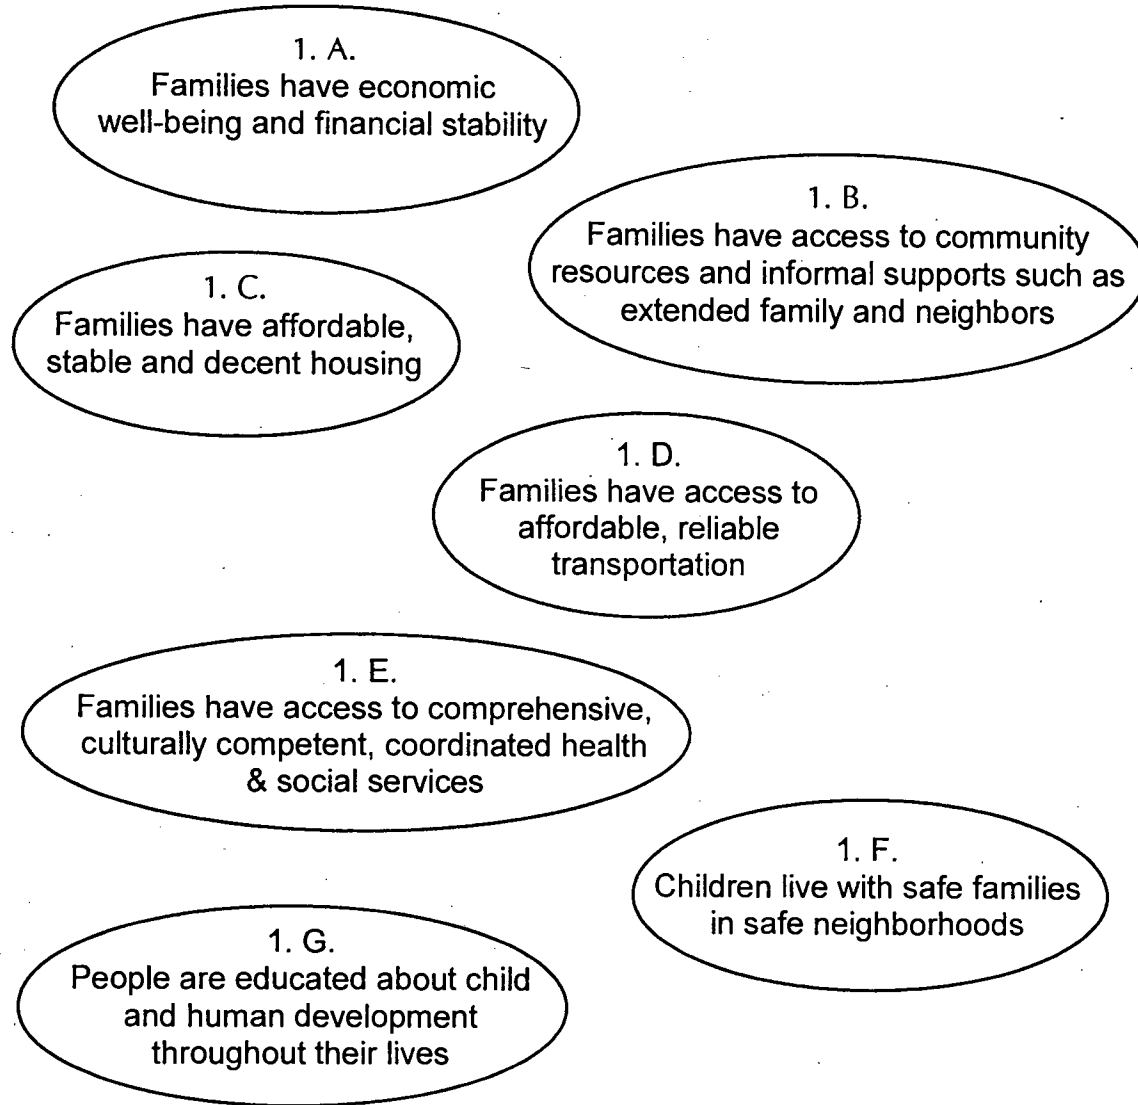 1. A.
Families have economic
well-being and financial stability
1. B.
Families have access to community
resources and informal supports such as
extended family and neighbors
1. C.
Families have affordable,
stable and decent housing
1. D.
Families have access to
affordable, reliable
transportation
1. E.
Families have access to comprehensive,
culturally competent, coordinated health
& social services
1. F.
Children live with safe families
in safe neighborhoods
1. G.
People are educated about child
and human development
throughout their lives